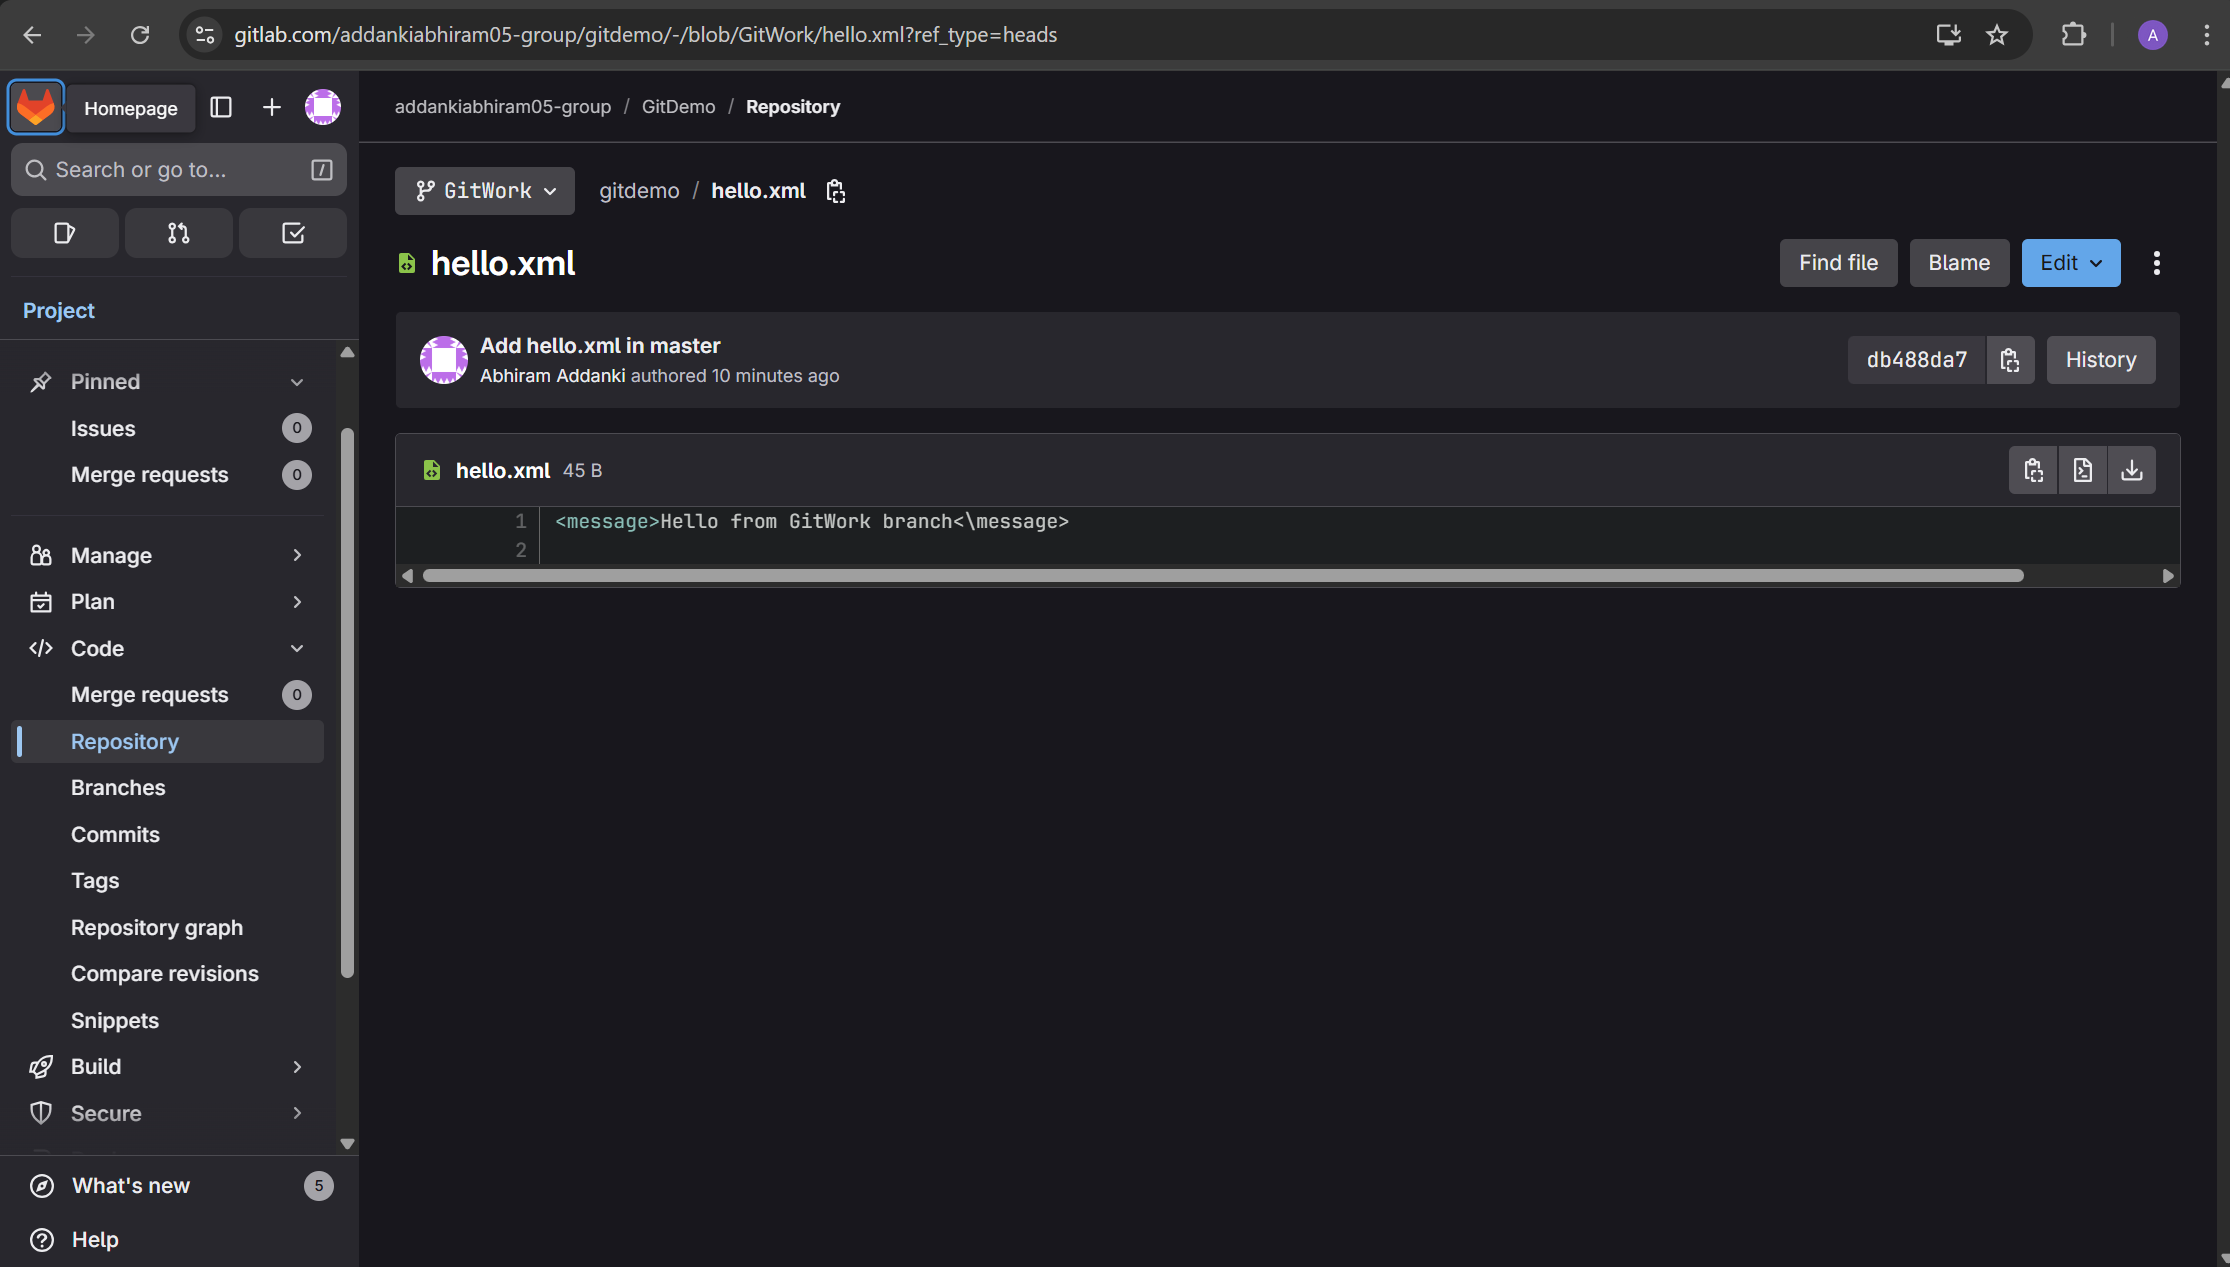 gitlab.com/addankiabhiram05-group/gitdemo/-/blob/GitWork/hello.xml?ref_type=heads
A
Homepage
addankiabhiram05-group / GitDemo / Repository
Search or go to...
/
GitWork
gitdemo / hello.xml
hello.xml
Find file
Blame
Edit
Project
Add hello.xml in master
Abhiram Addanki authored 10 minutes ago
db488da7
History
Pinned
Issues 0
Merge requests 0
hello.xml 45 B
1 <message>Hello from GitWork branch<\message>
2
Manage
Plan
Code
Merge requests 0
Repository
Branches
Commits
Tags
Repository graph
Compare revisions
Snippets
Build
Secure
What's new 5
Help